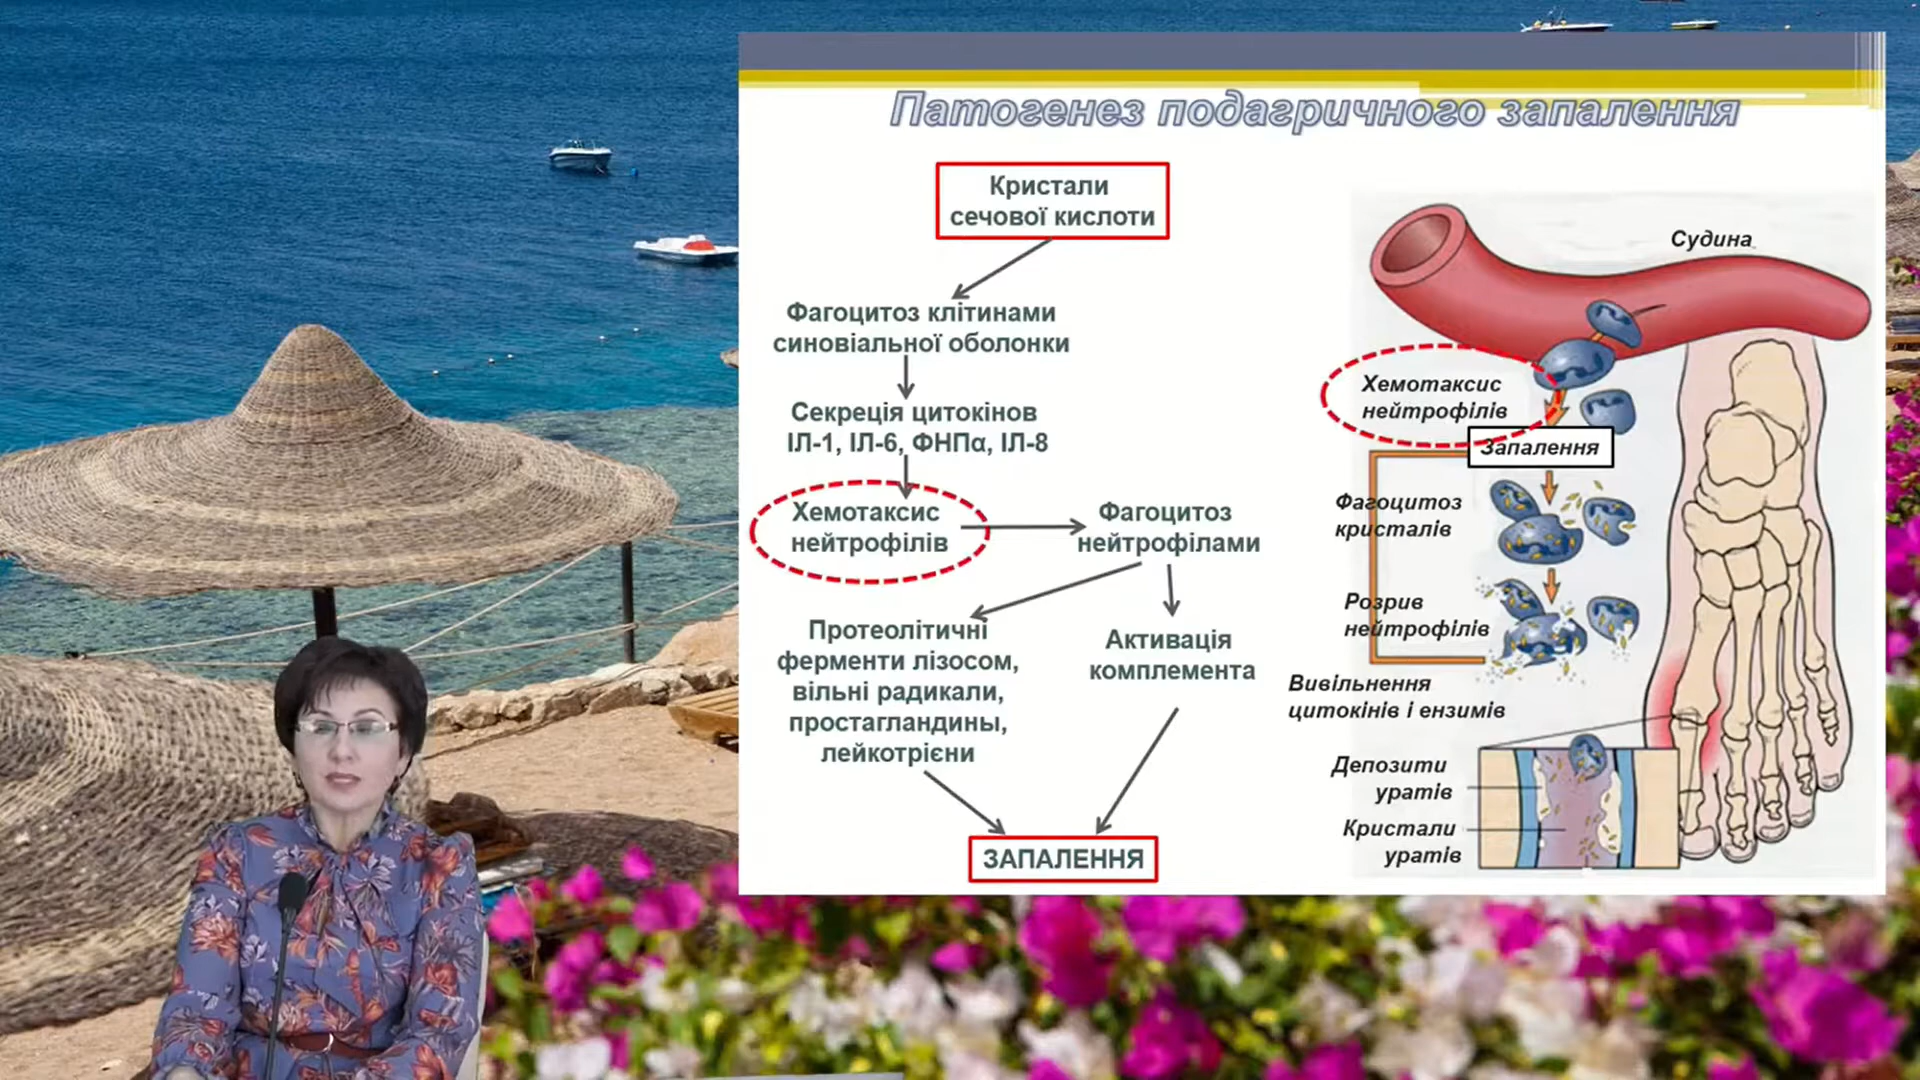 Патогенез подагричного запалення
Кристали
сечової кислоти
Фагоцитоз клітинами
синовіальної оболонки
Секреція цитокінов
ІЛ-1, ІЛ-6, ФНПα, ІЛ-8
Хемотаксис
нейтрофілів
Фагоцитоз
нейтрофілами
Протеолітичні
ферменти лізосом,
вільні радикали,
простагландины,
лейкотрієни
Активація
комплемента
ЗАПАЛЕННЯ
Судина
Хемотаксис
нейтрофілів
Запалення
Фагоцитоз
кристалів
Розрив
нейтрофілів
Вивільнення
цитокінів і ензимів
Депозити
уратів
Кристали
уратів